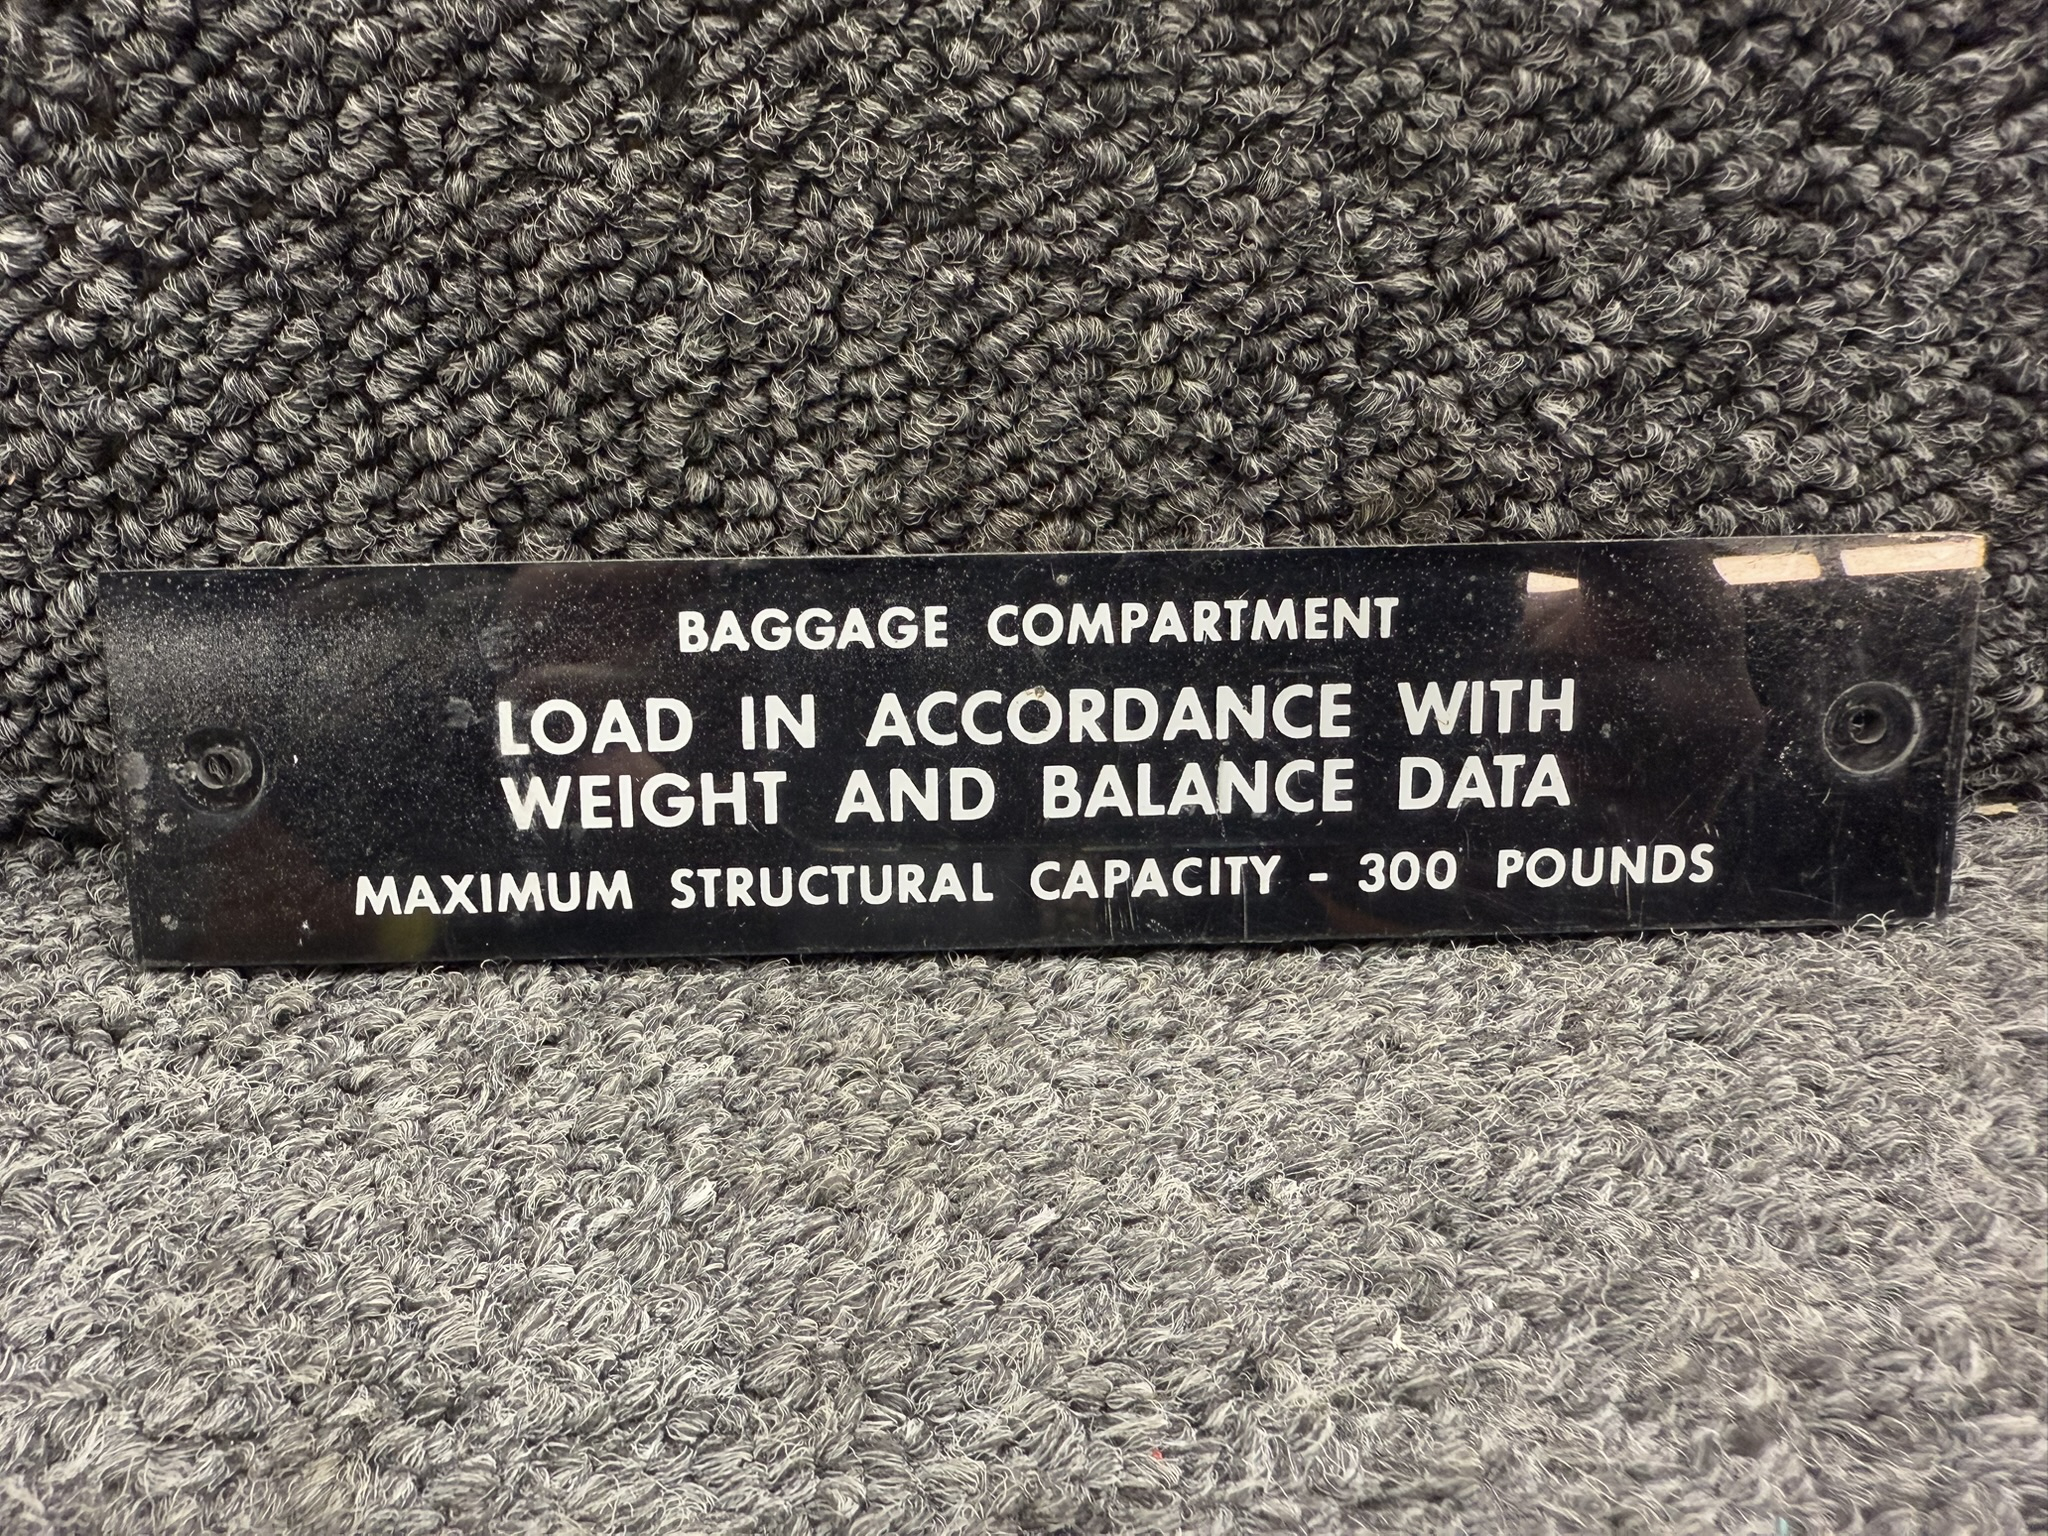 BAGGAGE COMPARTMENT
LOAD IN ACCORDANCE WITH
WEIGHT AND BALANCE DATA
MAXIMUM STRUCTURAL CAPACITY - 300 POUNDS